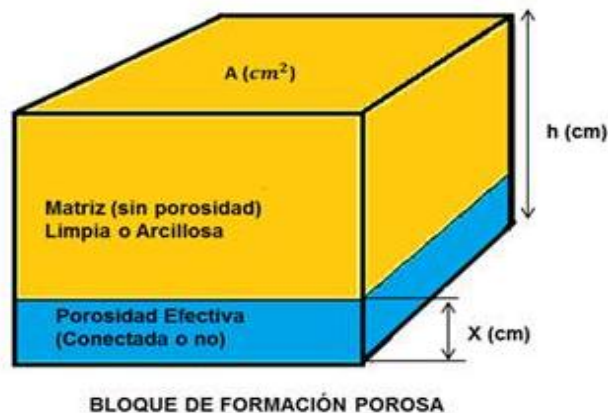 A (cm²)
h (cm)
Matriz (sin porosidad)
Limpia o Arcillosa
Porosidad Efectiva
(Conectada o no)
X (cm)
BLOQUE DE FORMACIÓN POROSA